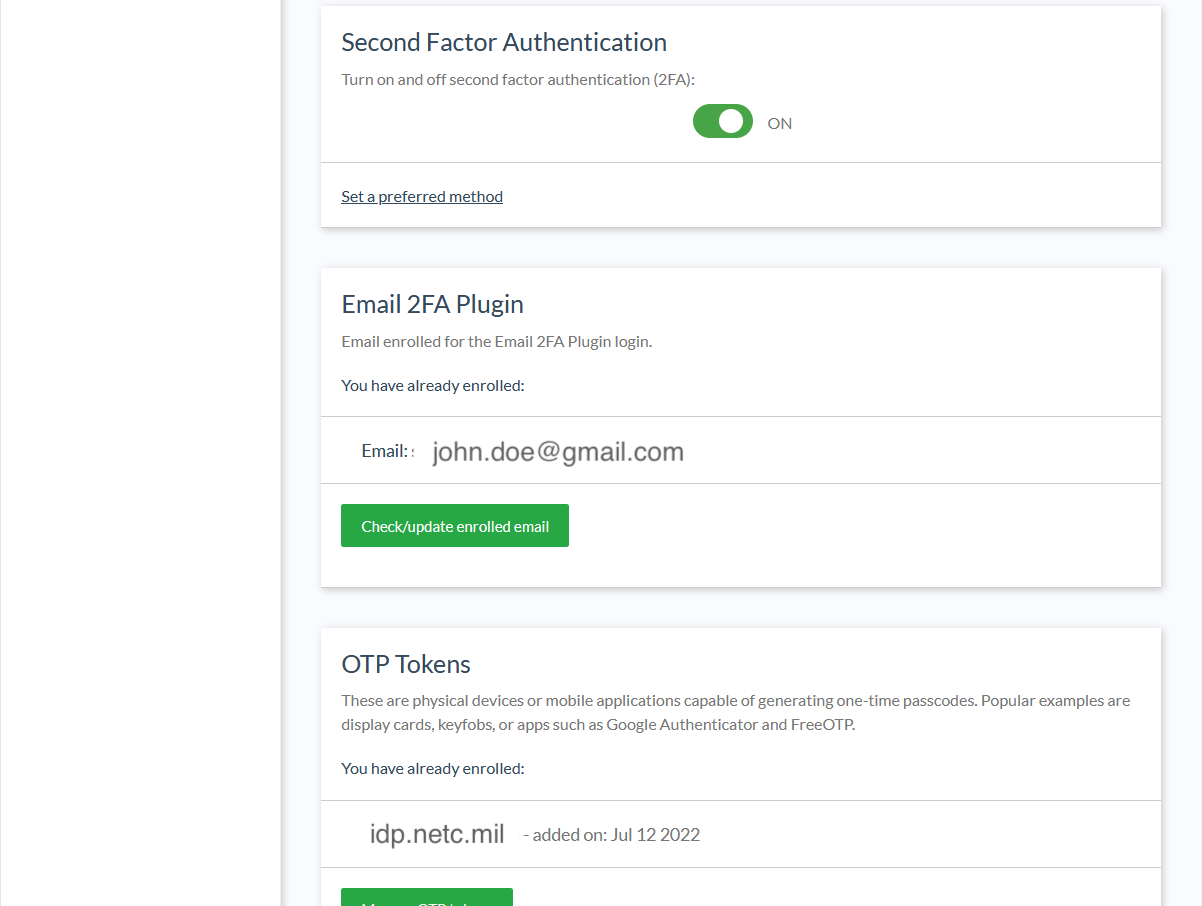 Second Factor Authentication
Turn on and off second factor authentication (2FA):
ON
Set a preferred method
Email 2FA Plugin
Email enrolled for the Email 2FA Plugin login.
You have already enrolled:
Email: john.doe@gmail.com
Check/update enrolled email
OTP Tokens
These are physical devices or mobile applications capable of generating one-time passcodes. Popular examples are
display cards, keyfobs, or apps such as Google Authenticator and FreeOTP.
You have already enrolled:
idp.netc.mil - added on: Jul 12 2022